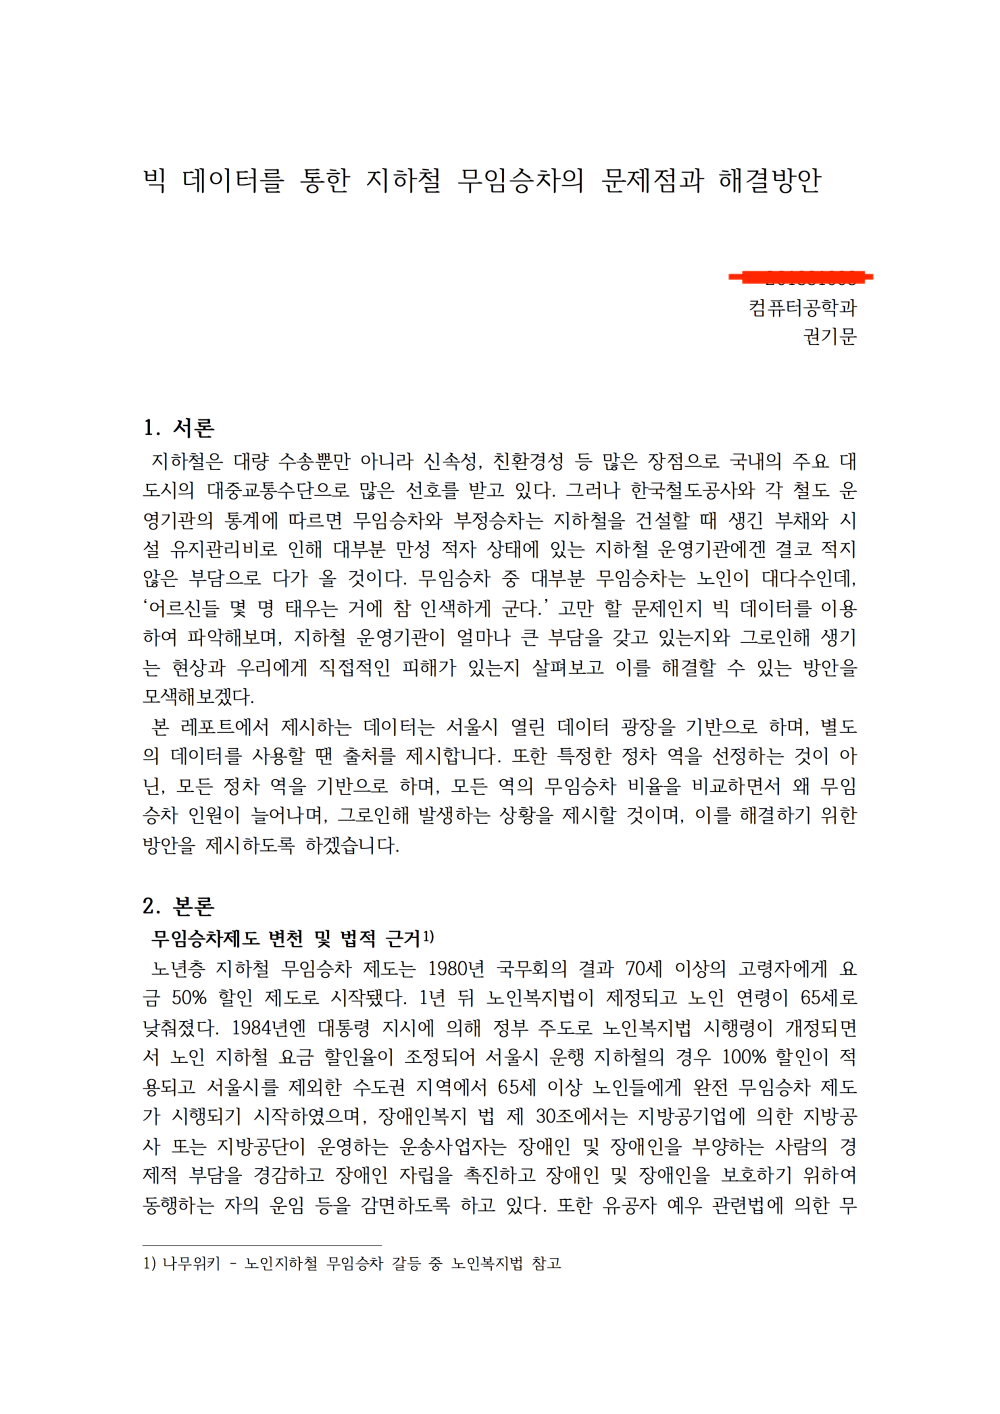 빅 데이터를 통한 지하철 무임승차의 문제점과 해결방안
컴퓨터공학과
권기문
1. 서론
지하철은 대량 수송뿐만 아니라 신속성, 친환경성 등 많은 장점으로 국내의 주요 대
도시의 대중교통수단으로 많은 선호를 받고 있다. 그러나 한국철도공사와 각 철도 운
영기관의 통계에 따르면 무임승차와 부정승차는 지하철을 건설할 때 생긴 부채와 시
설 유지관리비로 인해 대부분 만성 적자 상태에 있는 지하철 운영기관에겐 결코 적지
않은 부담으로 다가 올 것이다. 무임승차 중 대부분 무임승차는 노인이 대다수인데,
‘어르신들 몇 명 태우는 거에 참 인색하게 군다.’ 고만 할 문제인지 빅 데이터를 이용
하여 파악해보며, 지하철 운영기관이 얼마나 큰 부담을 갖고 있는지와 그로인해 생기
는 현상과 우리에게 직접적인 피해가 있는지 살펴보고 이를 해결할 수 있는 방안을
모색해보겠다.
본 레포트에서 제시하는 데이터는 서울시 열린 데이터 광장을 기반으로 하며, 별도
의 데이터를 사용할 땐 출처를 제시합니다. 또한 특정한 정차 역을 선정하는 것이 아
닌, 모든 정차 역을 기반으로 하며, 모든 역의 무임승차 비율을 비교하면서 왜 무임
승차 인원이 늘어나며, 그로인해 발생하는 상황을 제시할 것이며, 이를 해결하기 위한
방안을 제시하도록 하겠습니다.
2. 본론
무임승차제도 변천 및 법적 근거1)
노년층 지하철 무임승차 제도는 1980년 국무회의 결과 70세 이상의 고령자에게 요
금 50% 할인 제도로 시작됐다. 1년 뒤 노인복지법이 제정되고 노인 연령이 65세로
낮춰졌다. 1984년엔 대통령 지시에 의해 정부 주도로 노인복지법 시행령이 개정되면
서 노인 지하철 요금 할인율이 조정되어 서울시 운행 지하철의 경우 100% 할인이 적
용되고 서울시를 제외한 수도권 지역에서 65세 이상 노인들에게 완전 무임승차 제도
가 시행되기 시작하였으며, 장애인복지 법 제 30조에서는 지방공기업에 의한 지방공
사 또는 지방공단이 운영하는 운송사업자는 장애인 및 장애인을 부양하는 사람의 경
제적 부담을 경감하고 장애인 자립을 촉진하고 장애인 및 장애인을 보호하기 위하여
동행하는 자의 운임 등을 감면하도록 하고 있다. 또한 유공자 예우 관련법에 의한 무
1) 나무위키 - 노인지하철 무임승차 갈등 중 노인복지법 참고